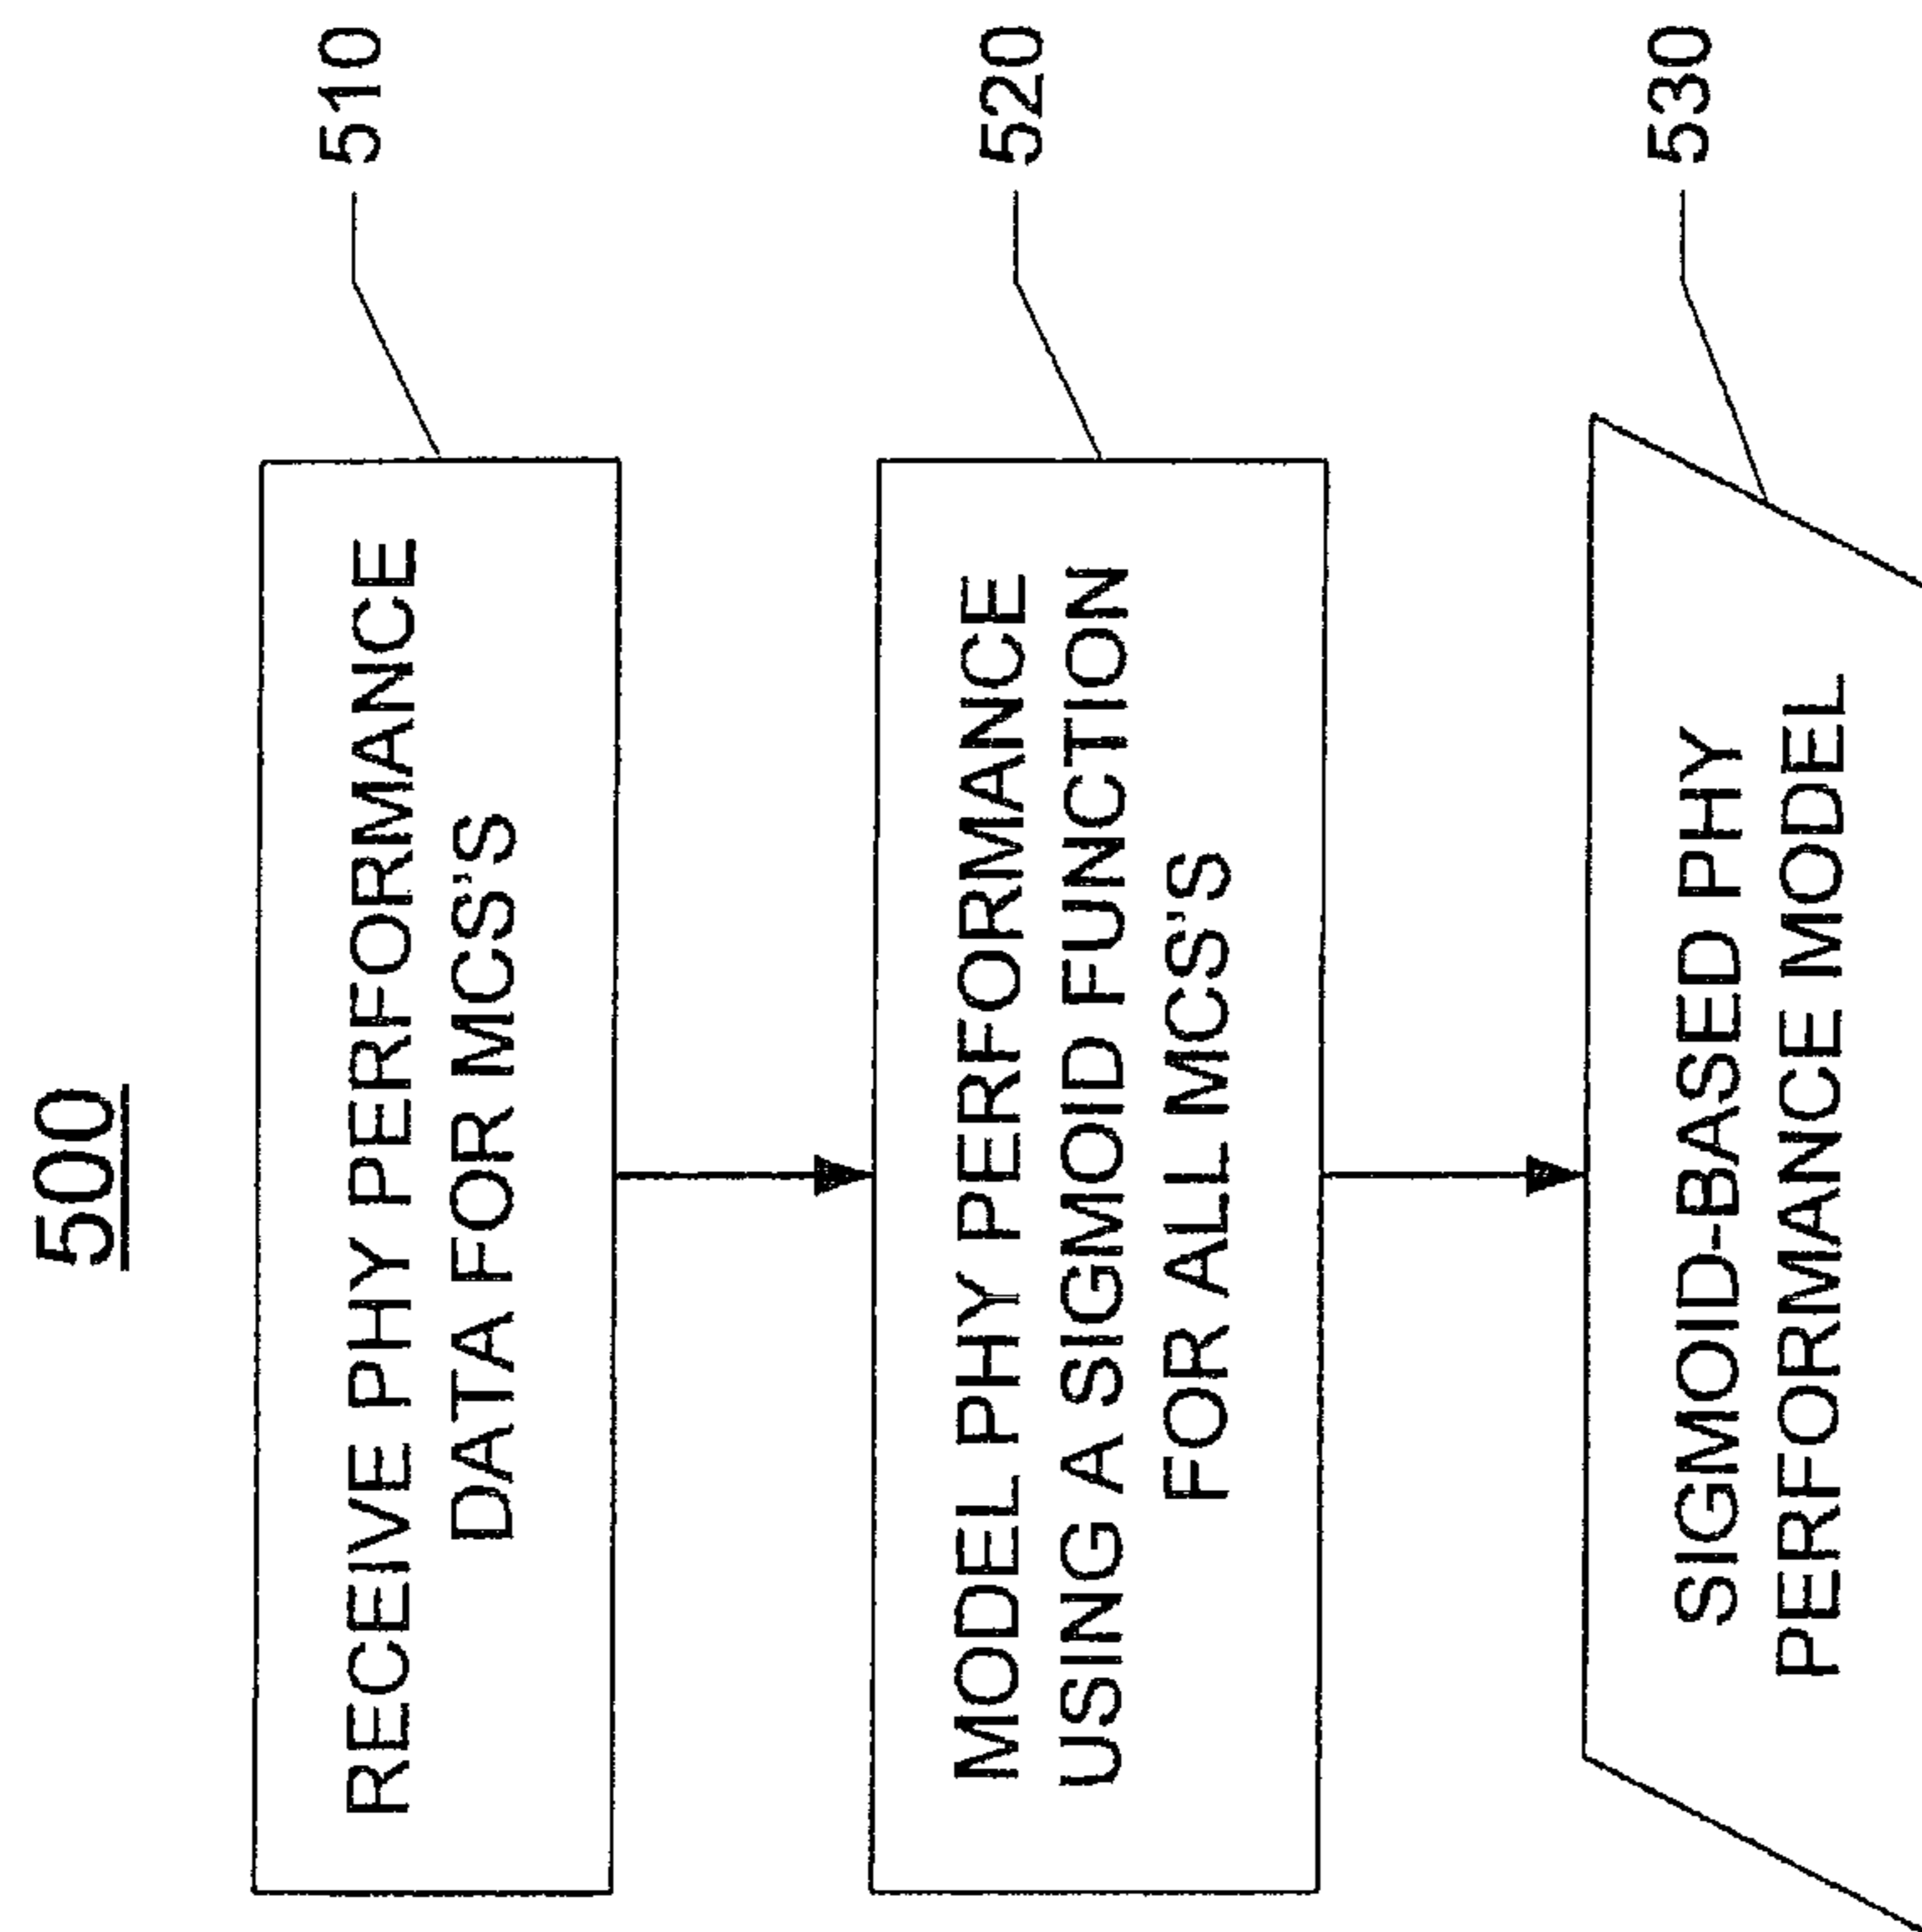 500
RECEIVE PHY PERFORMANCE
DATA FOR MCS'S
510
MODEL PHY PERFORMANCE
USING A SIGMOID FUNCTION
FOR ALL MCS'S
520
SIGMOID-BASED PHY
PERFORMANCE MODEL
530